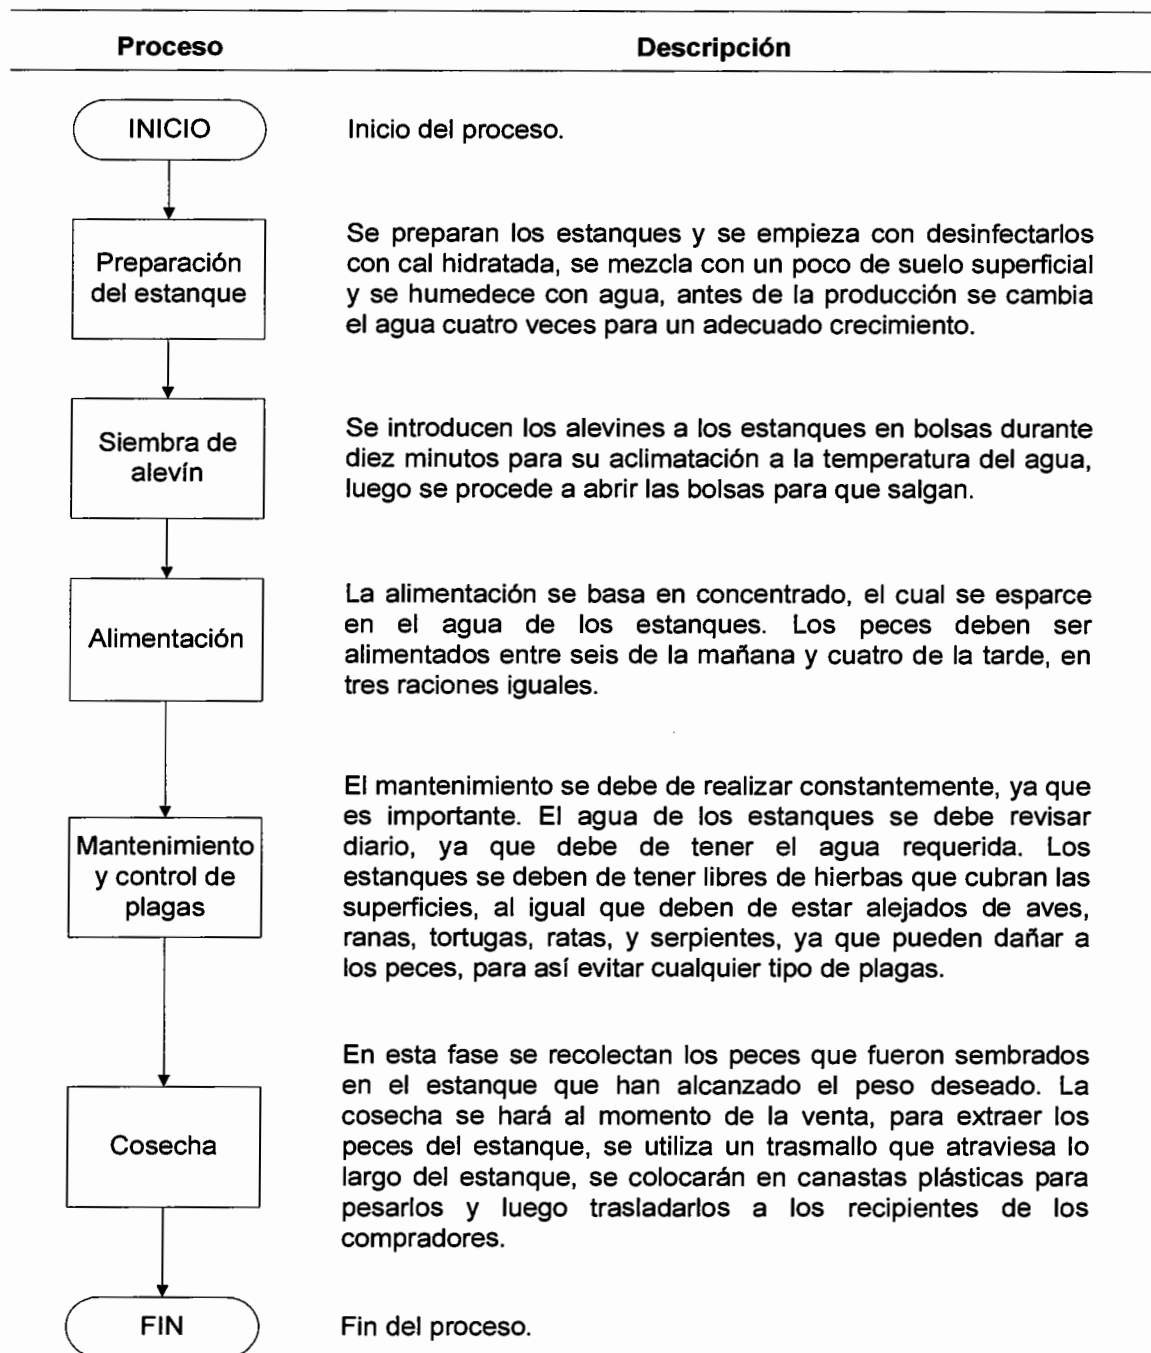 Proceso Descripción
INICIO Inicio del proceso.
Preparación
del estanque
Se preparan los estanques y se empieza con desinfectarlos
con cal hidratada, se mezcla con un poco de suelo superficial
y se humedece con agua, antes de la producción se cambia
el agua cuatro veces para un adecuado crecimiento.
Siembra de
alevín
Se introducen los alevines a los estanques en bolsas durante
diez minutos para su aclimatación a la temperatura del agua,
luego se procede a abrir las bolsas para que salgan.
Alimentación
La alimentación se basa en concentrado, el cual se esparce
en el agua de los estanques. Los peces deben ser
alimentados entre seis de la mañana y cuatro de la tarde, en
tres raciones iguales.
Mantenimiento
y control de
plagas
El mantenimiento se debe de realizar constantemente, ya que
es importante. El agua de los estanques se debe revisar
diario, ya que debe de tener el agua requerida. Los
estanques se deben de tener libres de hierbas que cubran las
superficies, al igual que deben de estar alejados de aves,
ranas, tortugas, ratas, y serpientes, ya que pueden dañar a
los peces, para así evitar cualquier tipo de plagas.
Cosecha
En esta fase se recolectan los peces que fueron sembrados
en el estanque que han alcanzado el peso deseado. La
cosecha se hará al momento de la venta, para extraer los
peces del estanque, se utiliza un trasmallo que atraviesa lo
largo del estanque, se colocarán en canastas plásticas para
pesarlos y luego trasladarlos a los recipientes de los
compradores.
FIN Fin del proceso.